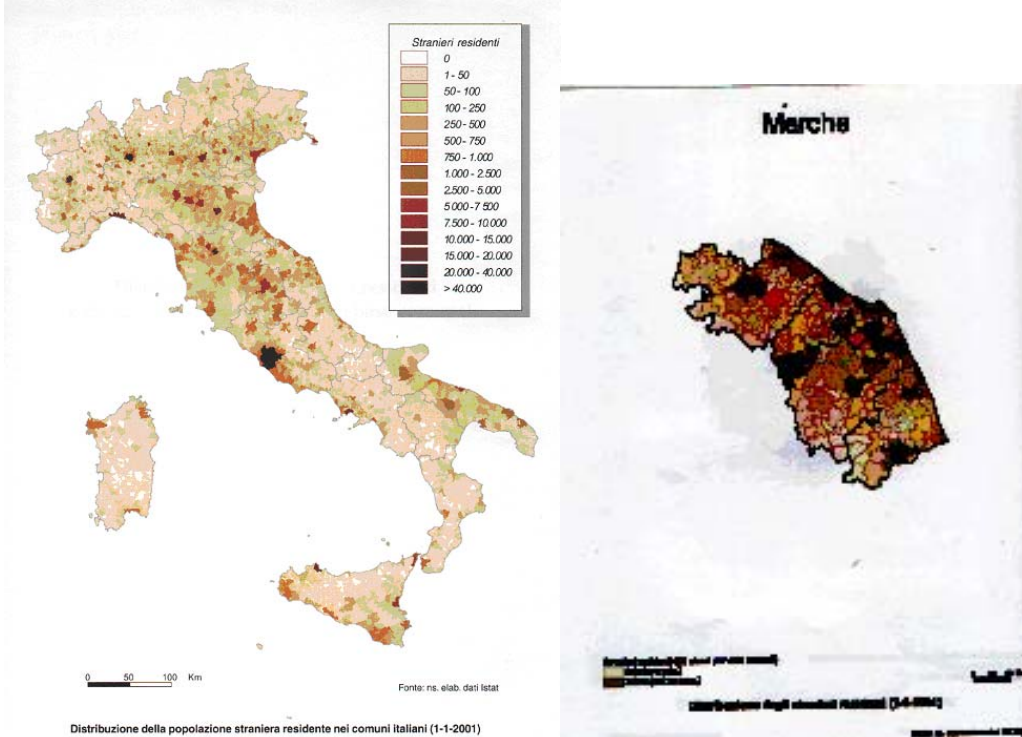 Stranieri residenti
0
1 - 50
50 - 100
100 - 250
250 - 500
500 - 750
750 - 1.000
1.000 - 2.500
2.500 - 5.000
5 000 - 7 500
7.500 - 10.000
10.000 - 15.000
15.000 - 20.000
20.000 - 40.000
> 40.000
0 50 100 Km
Fonte: ns. elab. dati Istat
Distribuzione della popolazione straniera residente nei comuni italiani (1-1-2001)
Marche